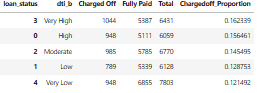 loan_status dti_b Charged Off Fully Paid Total Chargedoff_Proportion
3 Very High 1044 5387 6431 0.162339
0 High 948 5111 6059 0.156461
2 Moderate 985 5785 6770 0.145495
1 Low 789 5339 6128 0.128753
4 Very Low 948 6855 7803 0.121492